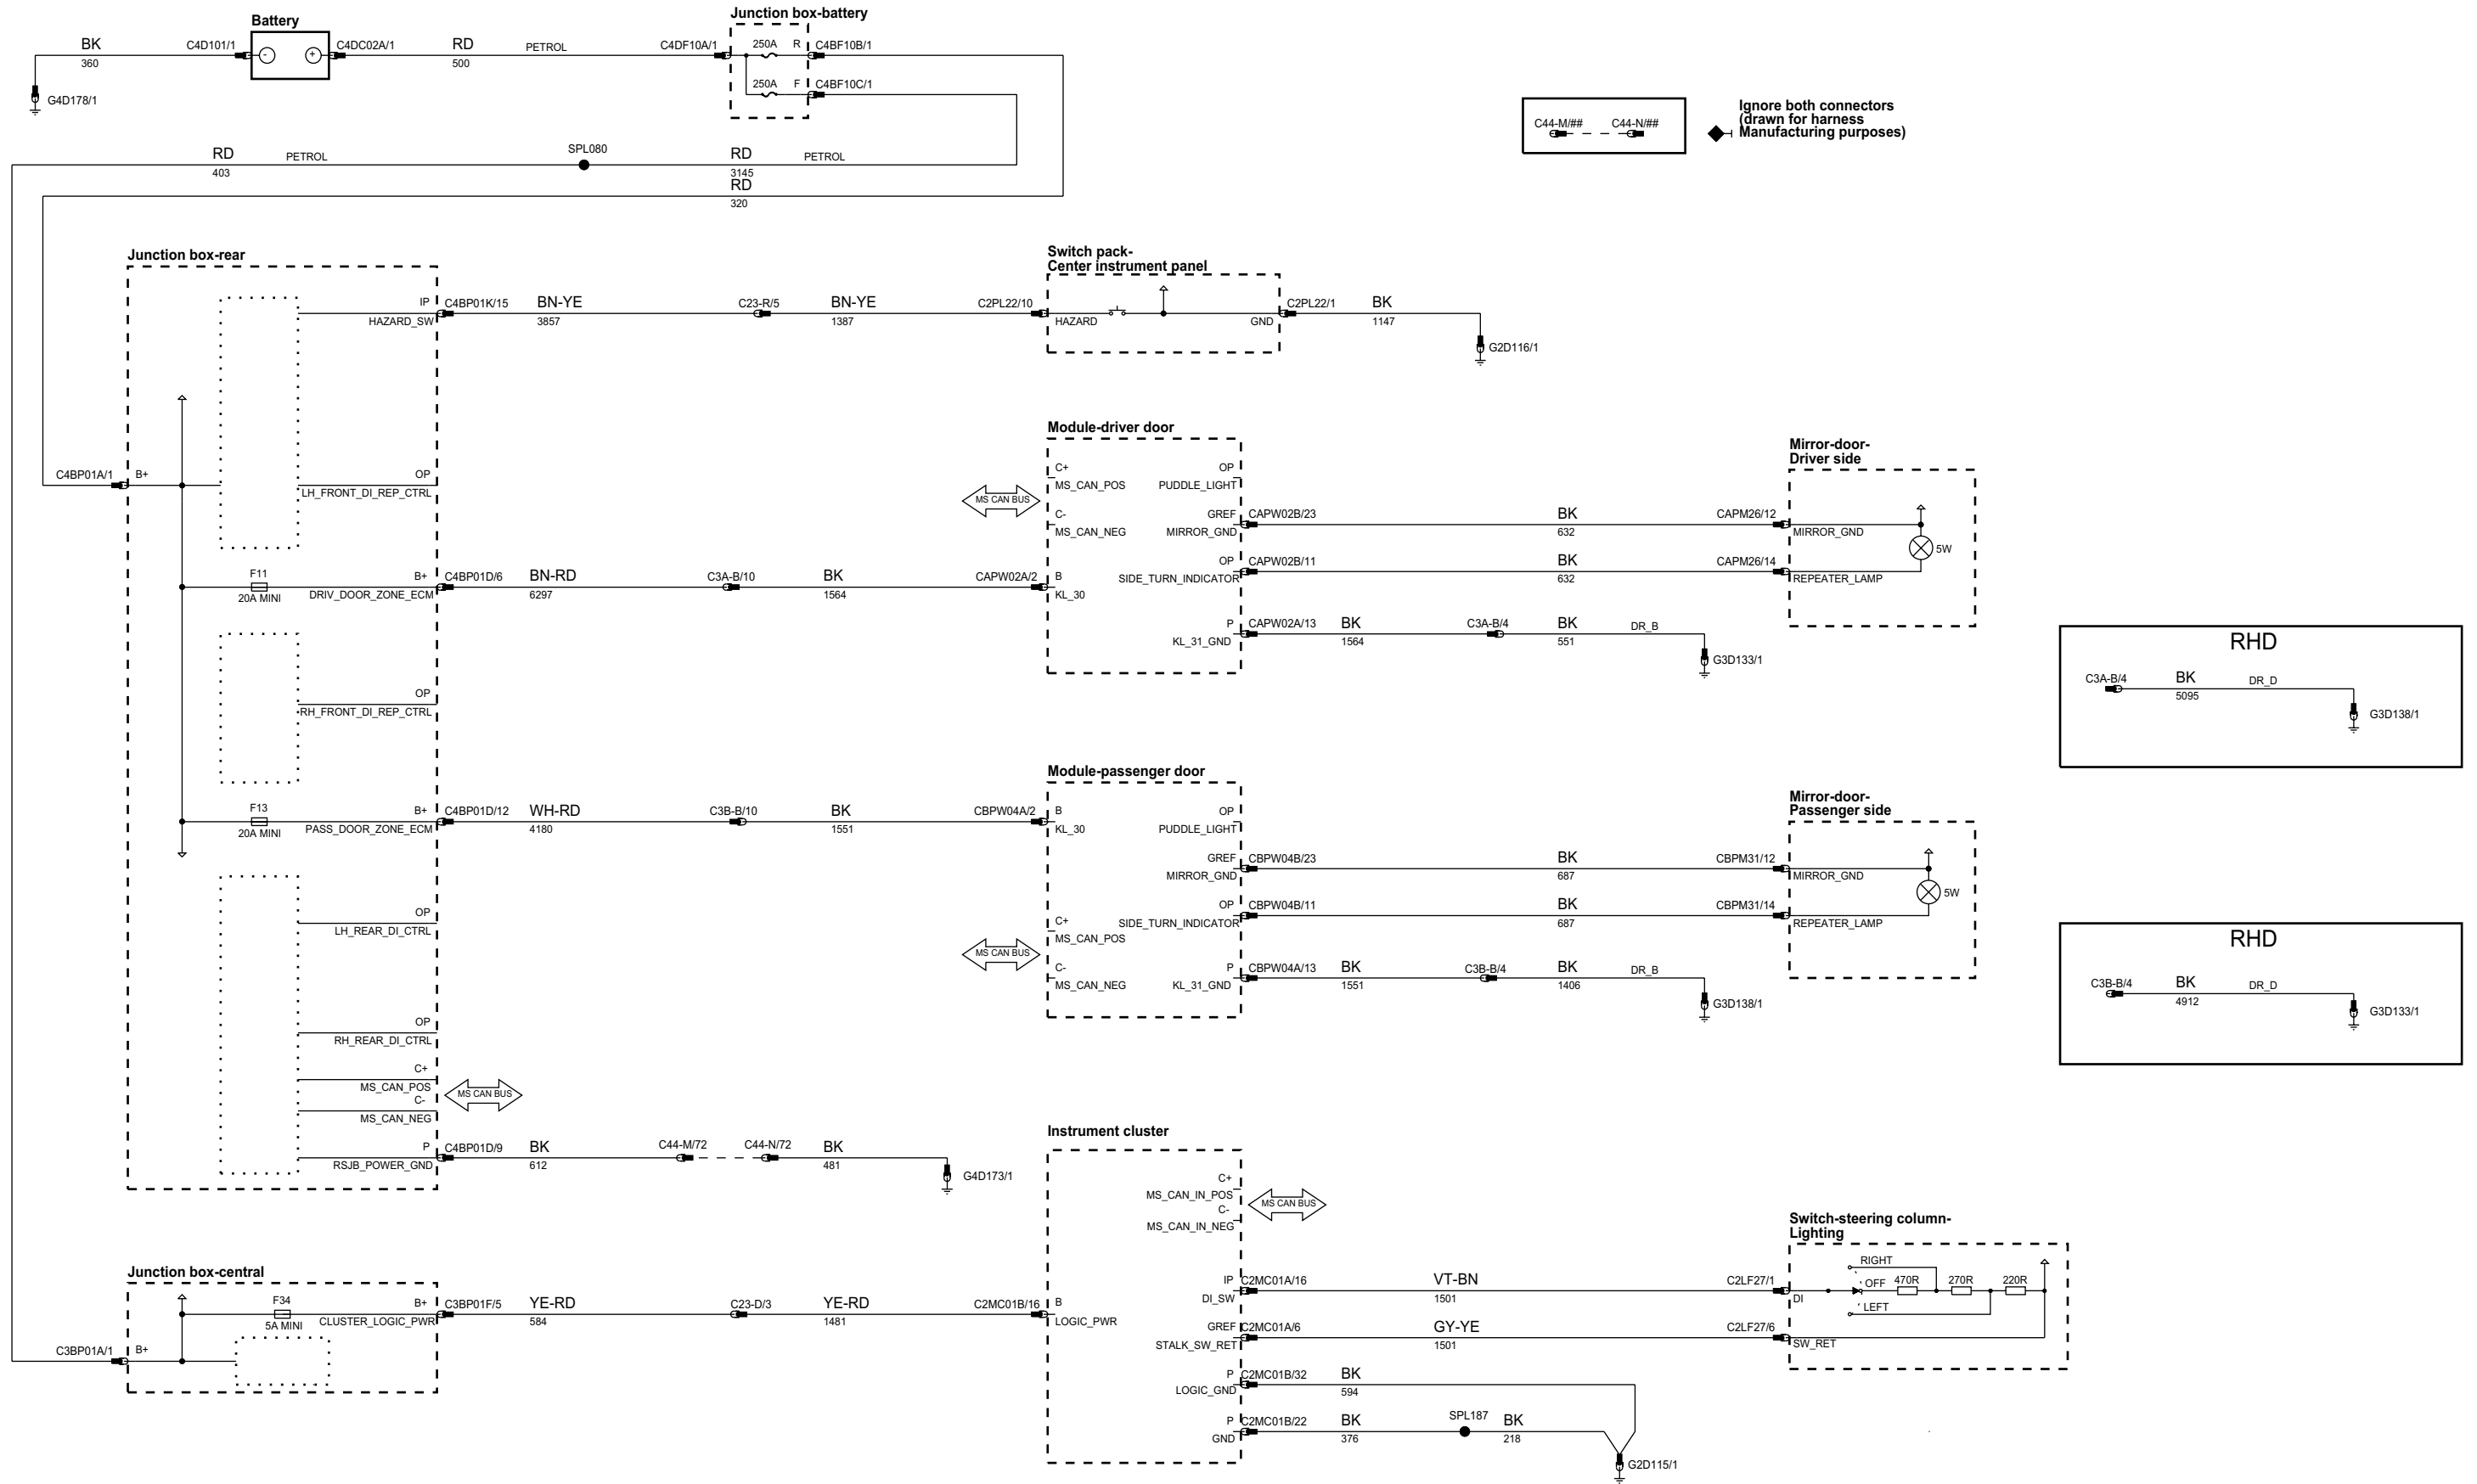 Battery
Junction box-battery
BK
360
C4D101/1
-
+
C4DC02A/1
RD
500
PETROL
C4DF10A/1
250A
R
C4BF10B/1
250A
F
C4BF10C/1
G4D178/1
C44-M/##
C44-N/##
Ignore both connectors
(drawn for harness
Manufacturing purposes)
RD
403
PETROL
SPL080
RD
3145
PETROL
RD
320
Junction box-rear
IP
HAZARD_SW
C4BP01K/15
BN-YE
3857
C23-R/5
BN-YE
1387
C2PL22/10
Switch pack-
Center instrument panel
HAZARD
GND
C2PL22/1
BK
1147
G2D116/1
C4BP01A/1
B+
OP
LH_FRONT_DI_REP_CTRL
F11
20A MINI
B+
DRIV_DOOR_ZONE_ECM
C4BP01D/6
BN-RD
6297
C3A-B/10
BK
1564
CAPW02A/2
Module-driver door
MS CAN BUS
C+
MS_CAN_POS
C-
MS_CAN_NEG
B
KL_30
OP
PUDDLE_LIGHT
GREF
MIRROR_GND
CAPW02B/23
BK
632
CAPM26/12
OP
SIDE_TURN_INDICATOR
CAPW02B/11
BK
632
CAPM26/14
P
KL_31_GND
CAPW02A/13
BK
1564
C3A-B/4
BK
551
DR_B
G3D133/1
Mirror-door-
Driver side
MIRROR_GND
5W
REPEATER_LAMP
RHD
C3A-B/4
BK
5095
DR_D
G3D138/1
OP
RH_FRONT_DI_REP_CTRL
F13
20A MINI
B+
PASS_DOOR_ZONE_ECM
C4BP01D/12
WH-RD
4180
C3B-B/10
BK
1551
CBPW04A/2
Module-passenger door
B
KL_30
MS CAN BUS
C+
MS_CAN_POS
C-
MS_CAN_NEG
OP
PUDDLE_LIGHT
GREF
MIRROR_GND
CBPW04B/23
BK
687
CBPM31/12
OP
SIDE_TURN_INDICATOR
CBPW04B/11
BK
687
CBPM31/14
P
KL_31_GND
CBPW04A/13
BK
1551
C3B-B/4
BK
1406
DR_B
G3D138/1
Mirror-door-
Passenger side
MIRROR_GND
5W
REPEATER_LAMP
RHD
C3B-B/4
BK
4912
DR_D
G3D133/1
OP
LH_REAR_DI_CTRL
OP
RH_REAR_DI_CTRL
C+
MS_CAN_POS
C-
MS_CAN_NEG
MS CAN BUS
P
RSJB_POWER_GND
C4BP01D/9
BK
612
C44-M/72
C44-N/72
BK
481
G4D173/1
Junction box-central
F34
5A MINI
B+
CLUSTER_LOGIC_PWR
C3BP01F/5
YE-RD
584
C23-D/3
YE-RD
1481
C2MC01B/16
C3BP01A/1
B+
Instrument cluster
B
LOGIC_PWR
C+
MS_CAN_IN_POS
C-
MS_CAN_IN_NEG
MS CAN BUS
IP
DI_SW
C2MC01A/16
VT-BN
1501
C2LF27/1
GREF
STALK_SW_RET
C2MC01A/6
GY-YE
1501
C2LF27/6
P
LOGIC_GND
C2MC01B/32
BK
594
P
GND
C2MC01B/22
BK
376
SPL187
BK
218
G2D115/1
Switch-steering column-
Lighting
RIGHT
OFF
LEFT
470R
270R
220R
DI
SW_RET